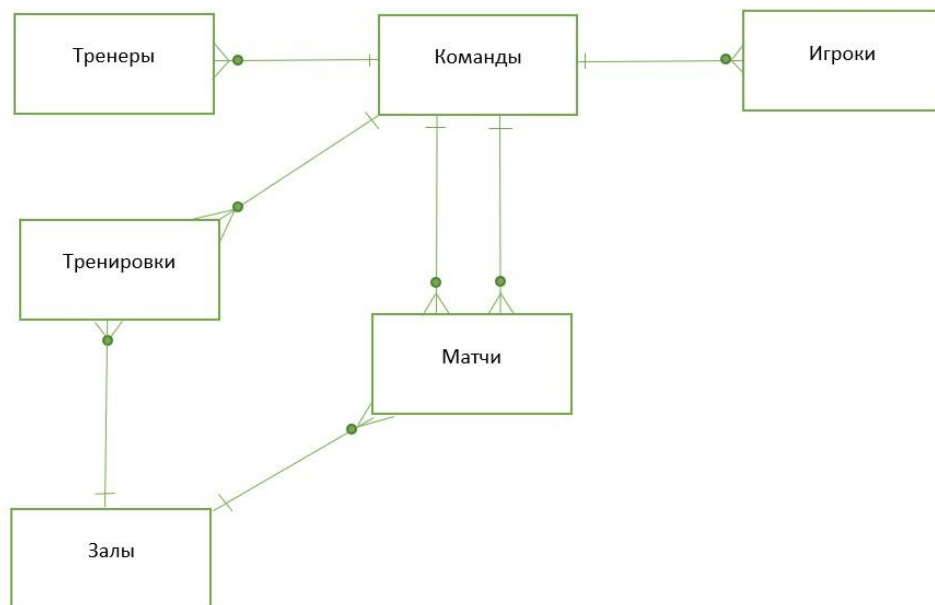 Тренеры
Команды
Игроки
Тренировки
Матчи
Залы